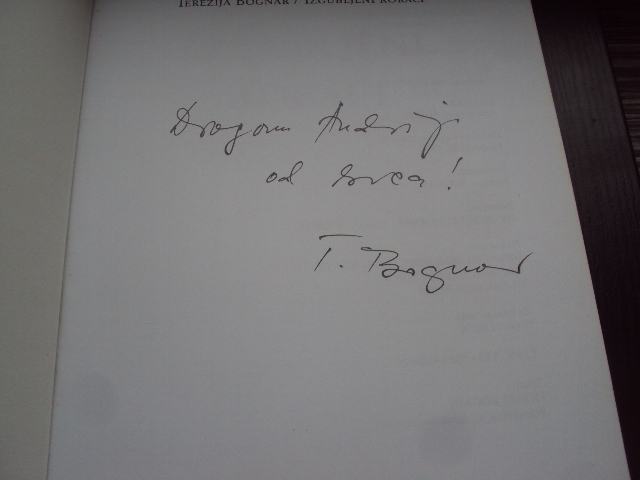 TEREZIJA BOGNAR / IZGUBLJENI KORACI
Dragom Andriji
od srca!
T. Bognar